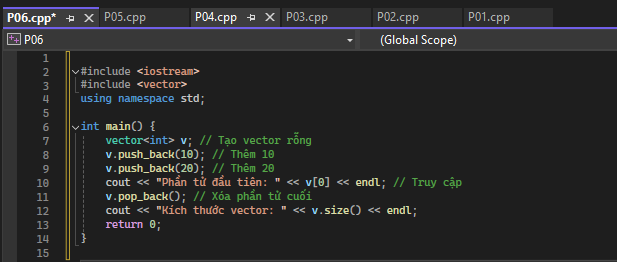 P06.cpp* P05.cpp P04.cpp P03.cpp P02.cpp P01.cpp
P06 (Global Scope)
1
2 #include <iostream>
3 #include <vector>
4 using namespace std;
5
6 int main() {
7 vector<int> v; // Tạo vector rỗng
8 v.push_back(10); // Thêm 10
9 v.push_back(20); // Thêm 20
10 cout << "Phần tử đầu tiên: " << v[0] << endl; // Truy cập
11 v.pop_back(); // Xóa phần tử cuối
12 cout << "Kích thước vector: " << v.size() << endl;
13 return 0;
14 }
15